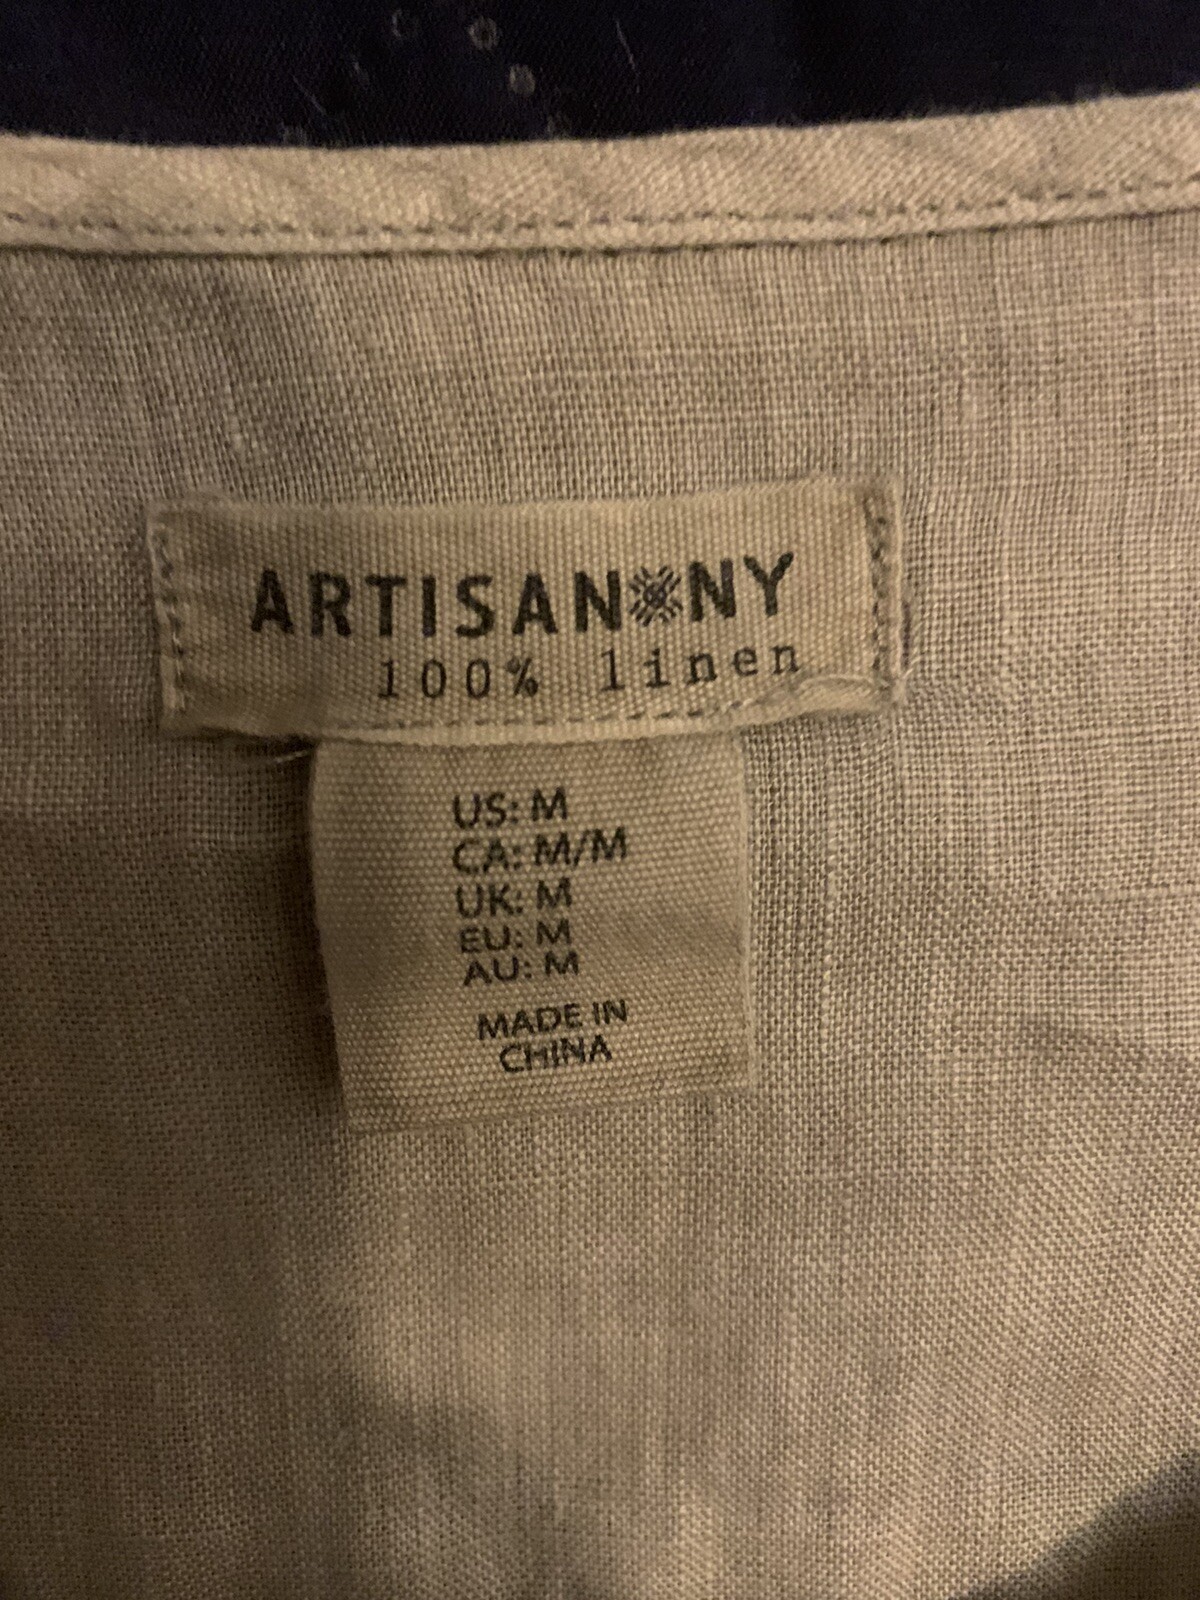 ARTISAN NY
100% linen
US: M
CA: M/M
UK: M
EU: M
AU: M
MADE IN
CHINA